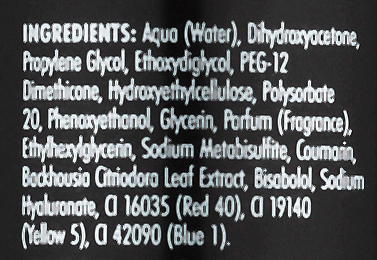 INGREDIENTS: Aqua (Water), Dihydroxyacetone,
Propylene Glycol, Ethoxydiglycol, PEG-12
Dimethicone, Hydroxyethylcellulose, Polysorbate
20, Phenoxyethanol, Glycerin, Parfum (Fragrance),
Ethylhexylglycerin, Sodium Metabisulfite, Coumarin,
Backhousia Citriodora Leaf Extract, Bisabolol, Sodium
Hyaluronate, CI 16035 (Red 40), CI 19140
(Yellow 5), CI 42090 (Blue 1).